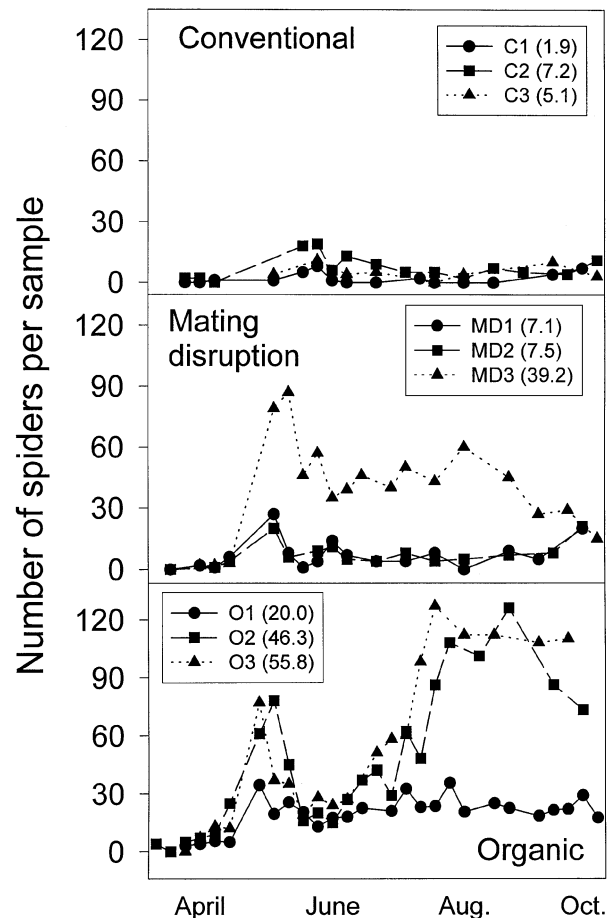 Number of spiders per sample
120
90
60
30
0
Conventional
C1 (1.9)
C2 (7.2)
C3 (5.1)
120
90
60
30
0
Mating
disruption
MD1 (7.1)
MD2 (7.5)
MD3 (39.2)
120
90
60
30
0
O1 (20.0)
O2 (46.3)
O3 (55.8)
Organic
April
June
Aug.
Oct.